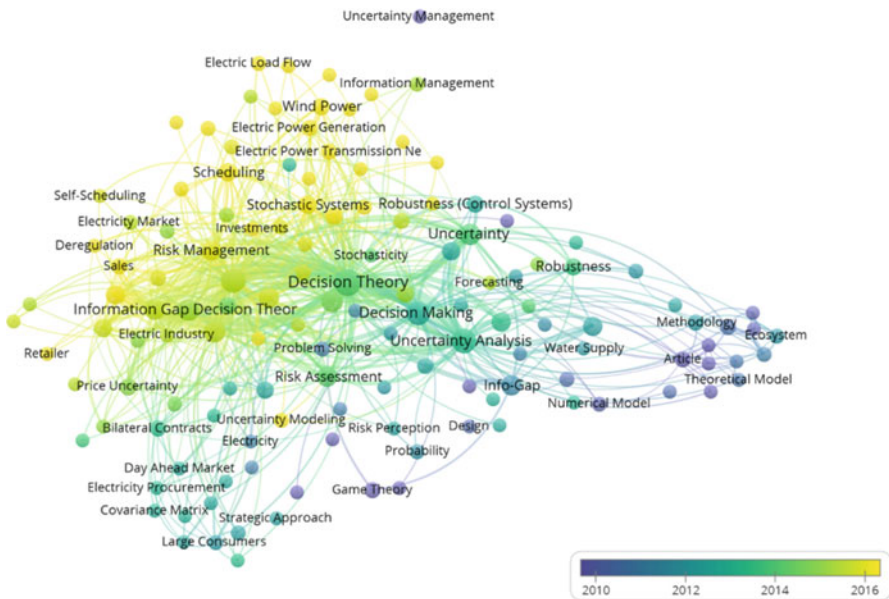 Uncertainty Management
Electric Load Flow
Information Management
Wind Power
Electric Power Generation
Electric Power Transmission Ne
Scheduling
Self-Scheduling
Stochastic Systems
Robustness (Control Systems)
Electricity Market
Investments
Uncertainty
Deregulation
Risk Management
Stochasticity
Sales
Robustness
Decision Theory
Forecasting
Information Gap Decision Theor
Decision Making
Methodology
Electric Industry
Ecosystem
Uncertainty Analysis
Retailer
Problem Solving
Water Supply
Article
Risk Assessment
Theoretical Model
Price Uncertainty
Info-Gap
Numerical Model
Uncertainty Modeling
Bilateral Contracts
Risk Perception
Design
Electricity
Probability
Day Ahead Market
Electricity Procurement
Game Theory
Covariance Matrix
Strategic Approach
Large Consumers
2010
2012
2014
2016